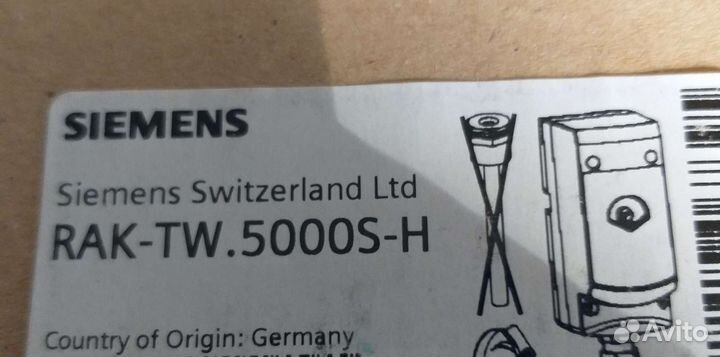 SIEMENS
Siemens Switzerland Ltd
RAK-TW.5000S-H
Country of Origin: Germany
Avito